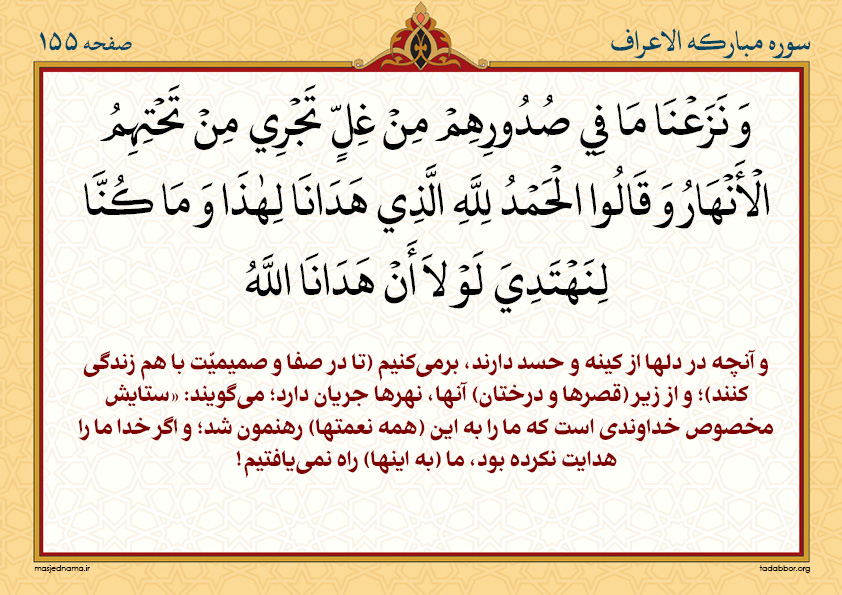 سوره مبارکه الاعراف
صفحه ۱۵۵
وَ نَزَعْنَا مَا فِي صُدُورِهِمْ مِنْ غِلٍّ تَجْرِي مِنْ تَحْتِهِمُ
الْأَنْهَارُ وَ قَالُوا الْحَمْدُ لِلَّهِ الَّذِي هَدَانَا لِهٰذَا وَ مَا كُنَّا
لِنَهْتَدِيَ لَوْلاَ أَنْ هَدَانَا اللَّهُ
و آنچه در دلها از کینه و حسد دارند، برمی‌کنیم (تا در صفا و صمیمیّت با هم زندگی
کنند)؛ و از زیر (قصرها و درختان) آنها، نهرها جریان دارد؛ می‌گویند: «ستایش
مخصوص خداوندی است که ما را به این (همه نعمتها) رهنمون شد؛ و اگر خدا ما را
هدایت نکرده بود، ما (به اینها) راه نمی‌یافتیم!
masjednama.ir
tadabbor.org